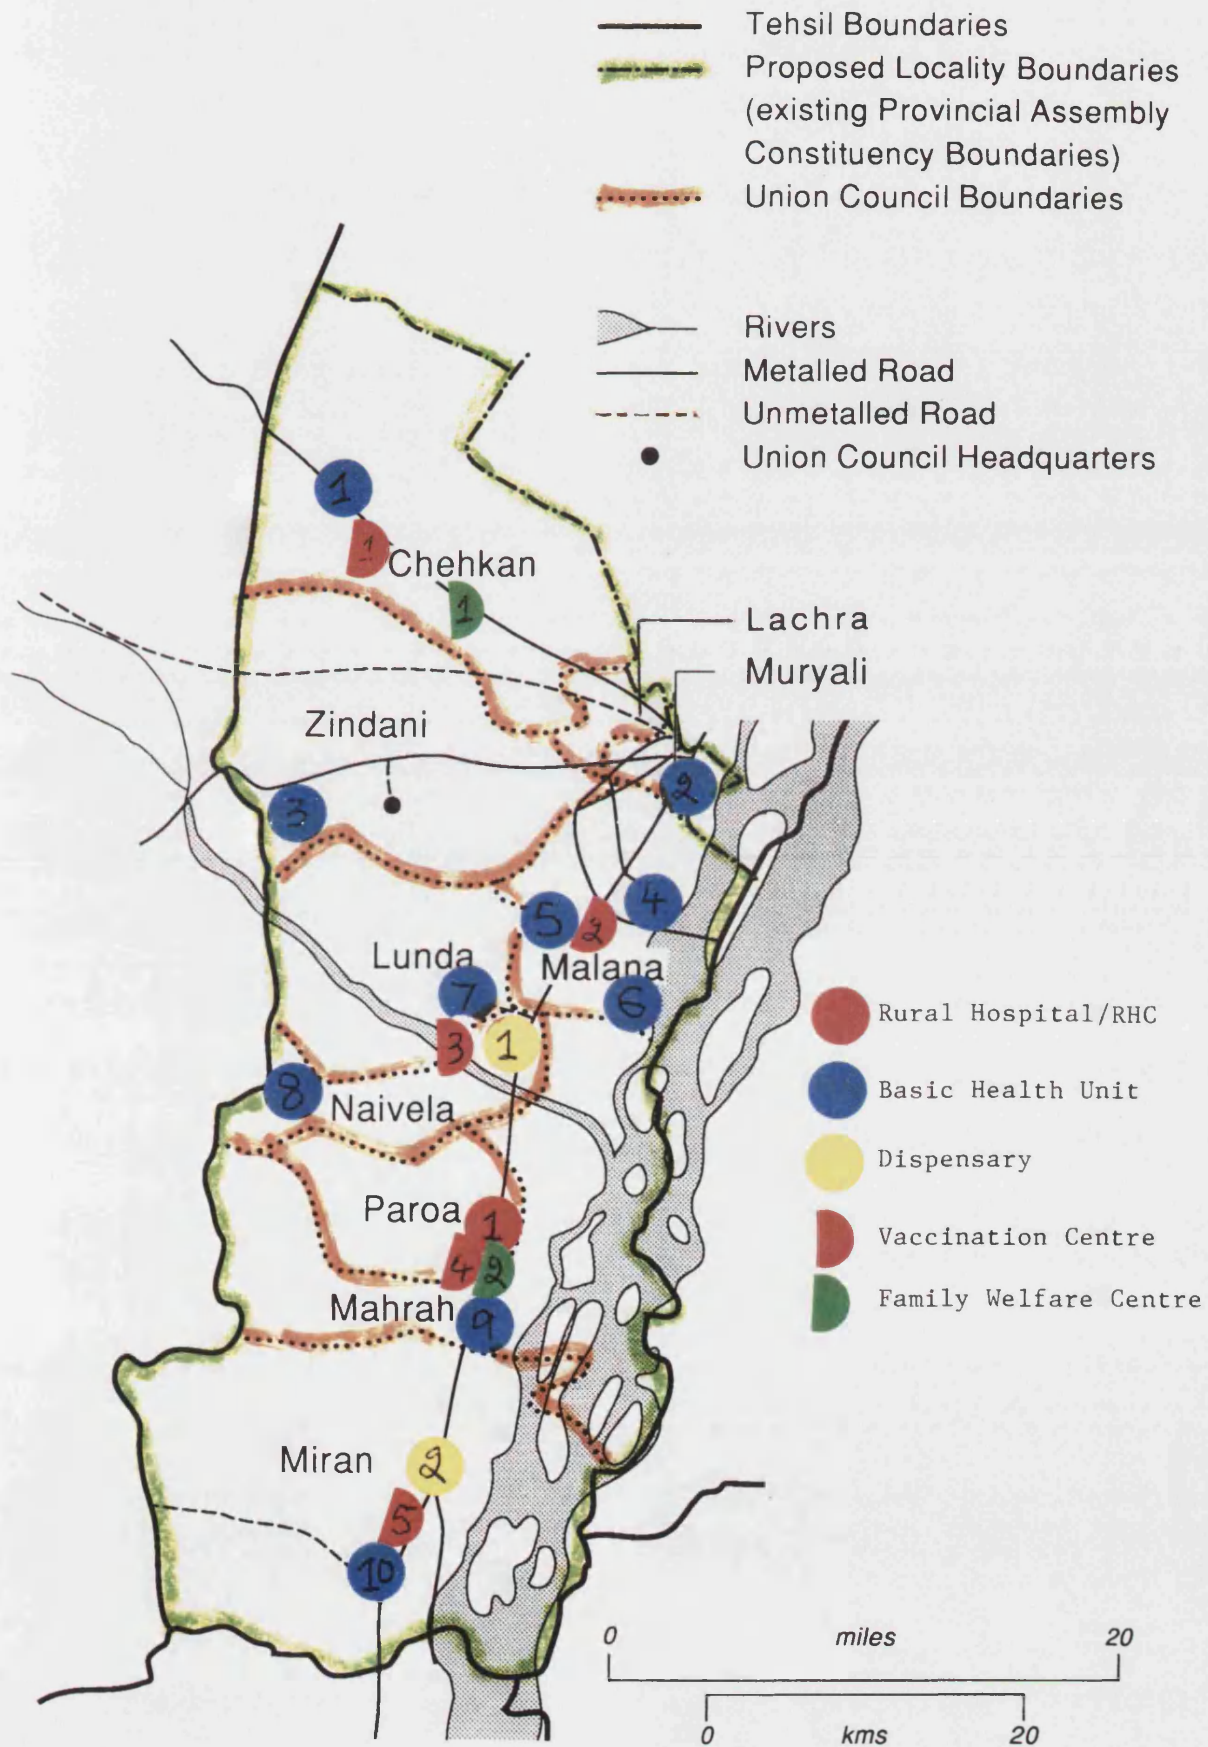 Tehsil Boundaries
Proposed Locality Boundaries
(existing Provincial Assembly
Constituency Boundaries)
Union Council Boundaries
Rivers
Metalled Road
Unmetalled Road
Union Council Headquarters
1
1
Chehkan
1
Lachra
Muryali
Zindani
2
3
4
5
2
Lunda
Malana
7
6
3
1
8
Naivela
Paroa
1
4
2
Mahrah
9
Miran
2
5
10
Rural Hospital/RHC
Basic Health Unit
Dispensary
Vaccination Centre
Family Welfare Centre
0 miles 20
0 kms 20